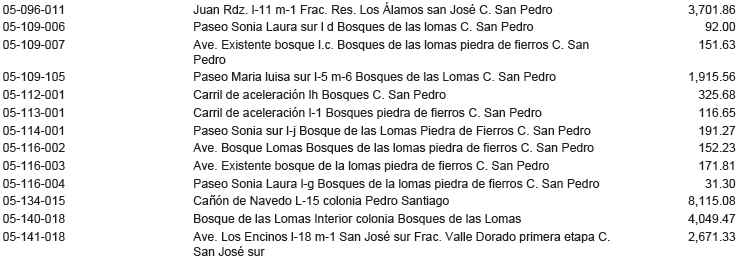 05-096-011 Juan Rdz. l-11 m-1 Frac. Res. Los Álamos san José C. San Pedro 3,701.86
05-109-006 Paseo Sonia Laura sur l d Bosques de las lomas C. San Pedro 92.00
05-109-007 Ave. Existente bosque l.c. Bosques de las lomas piedra de fierros C. San 151.63
Pedro
05-109-105 Paseo Maria luisa sur l-5 m-6 Bosques de las Lomas C. San Pedro 1,915.56
05-112-001 Carril de aceleración lh Bosques C. San Pedro 325.68
05-113-001 Carril de aceleración l-1 Bosques piedra de fierros C. San Pedro 116.65
05-114-001 Paseo Sonia sur l-j Bosque de las Lomas Piedra de Fierros C. San Pedro 191.27
05-116-002 Ave. Bosque Lomas Bosques de las lomas piedra de fierros C. San Pedro 152.23
05-116-003 Ave. Existente bosque de la lomas piedra de fierros C. San Pedro 171.81
05-116-004 Paseo Sonia Laura l-g Bosques de la lomas piedra de fierros C. San Pedro 31.30
05-134-015 Cañón de Navedo L-15 colonia Pedro Santiago 8,115.08
05-140-018 Bosque de las Lomas Interior colonia Bosques de las Lomas 4,049.47
05-141-018 Ave. Los Encinos l-18 m-1 San José sur Frac. Valle Dorado primera etapa C. 2,671.33
San José sur